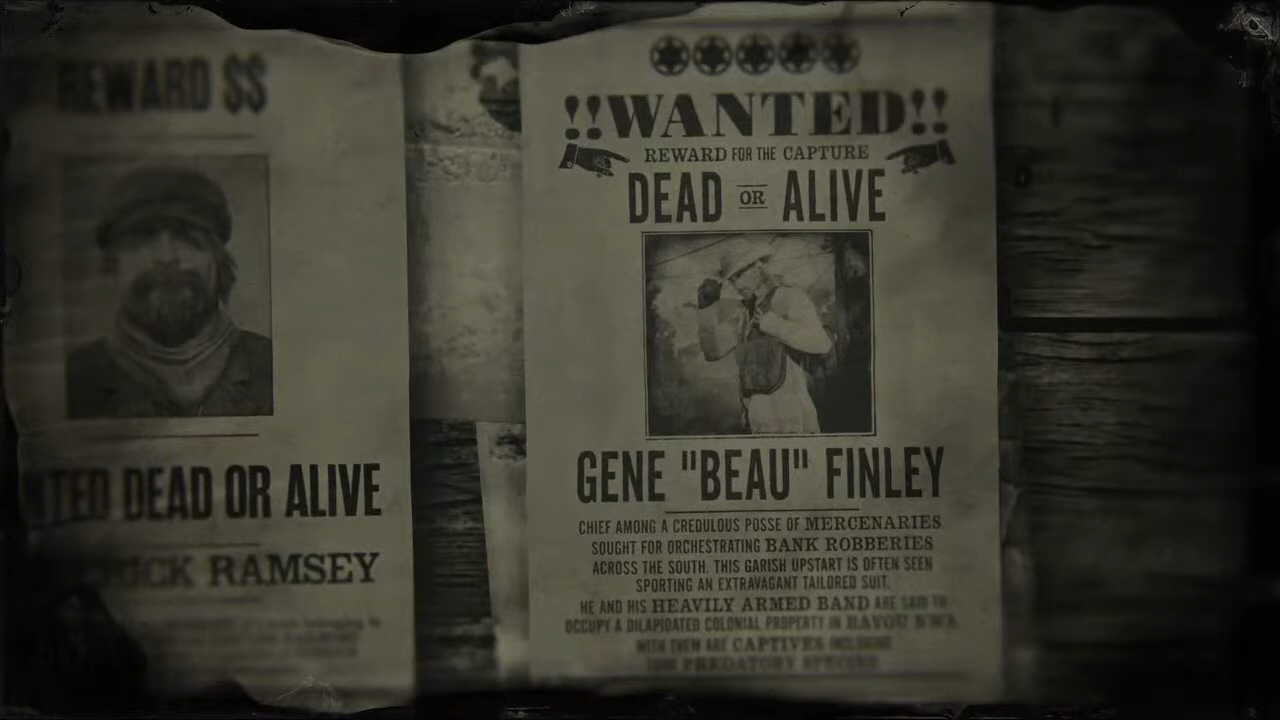 REWARD $$
DEAD OR ALIVE
RAMSEY
!!WANTED!!
REWARD FOR THE CAPTURE
DEAD OR ALIVE
GENE "BEAU" FINLEY
CHIEF AMONG A CREDULOUS POSSE OF MERCENARIES
SOUGHT FOR ORCHESTRATING BANK ROBBERIES
ACROSS THE SOUTH. THIS GARISH UPSTART IS OFTEN SEEN
SPORTING AN EXTRAVAGANT TAILORED SUIT.
HE AND HIS HEAVILY ARMED BAND ARE SAID TO
OCCUPY A DILAPIDATED COLONIAL PROPERTY IN BAYOU NWA
WITH THEM ARE CAPTIVES INCLUDING
PREDATORY SPECIES